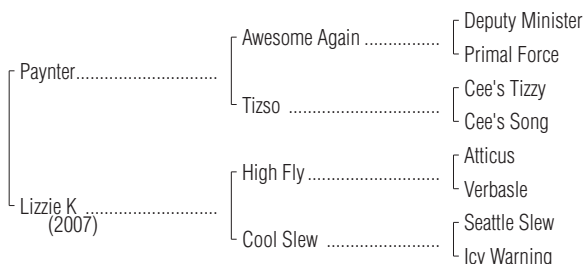 Deputy Minister
Awesome Again ................
Primal Force
Paynter..............................
Cee's Tizzy
Tizso ................................
Cee's Song
Atticus
High Fly ............................
Verbasle
Lizzie K ............................
(2007)
Seattle Slew
Cool Slew ........................
Icy Warning